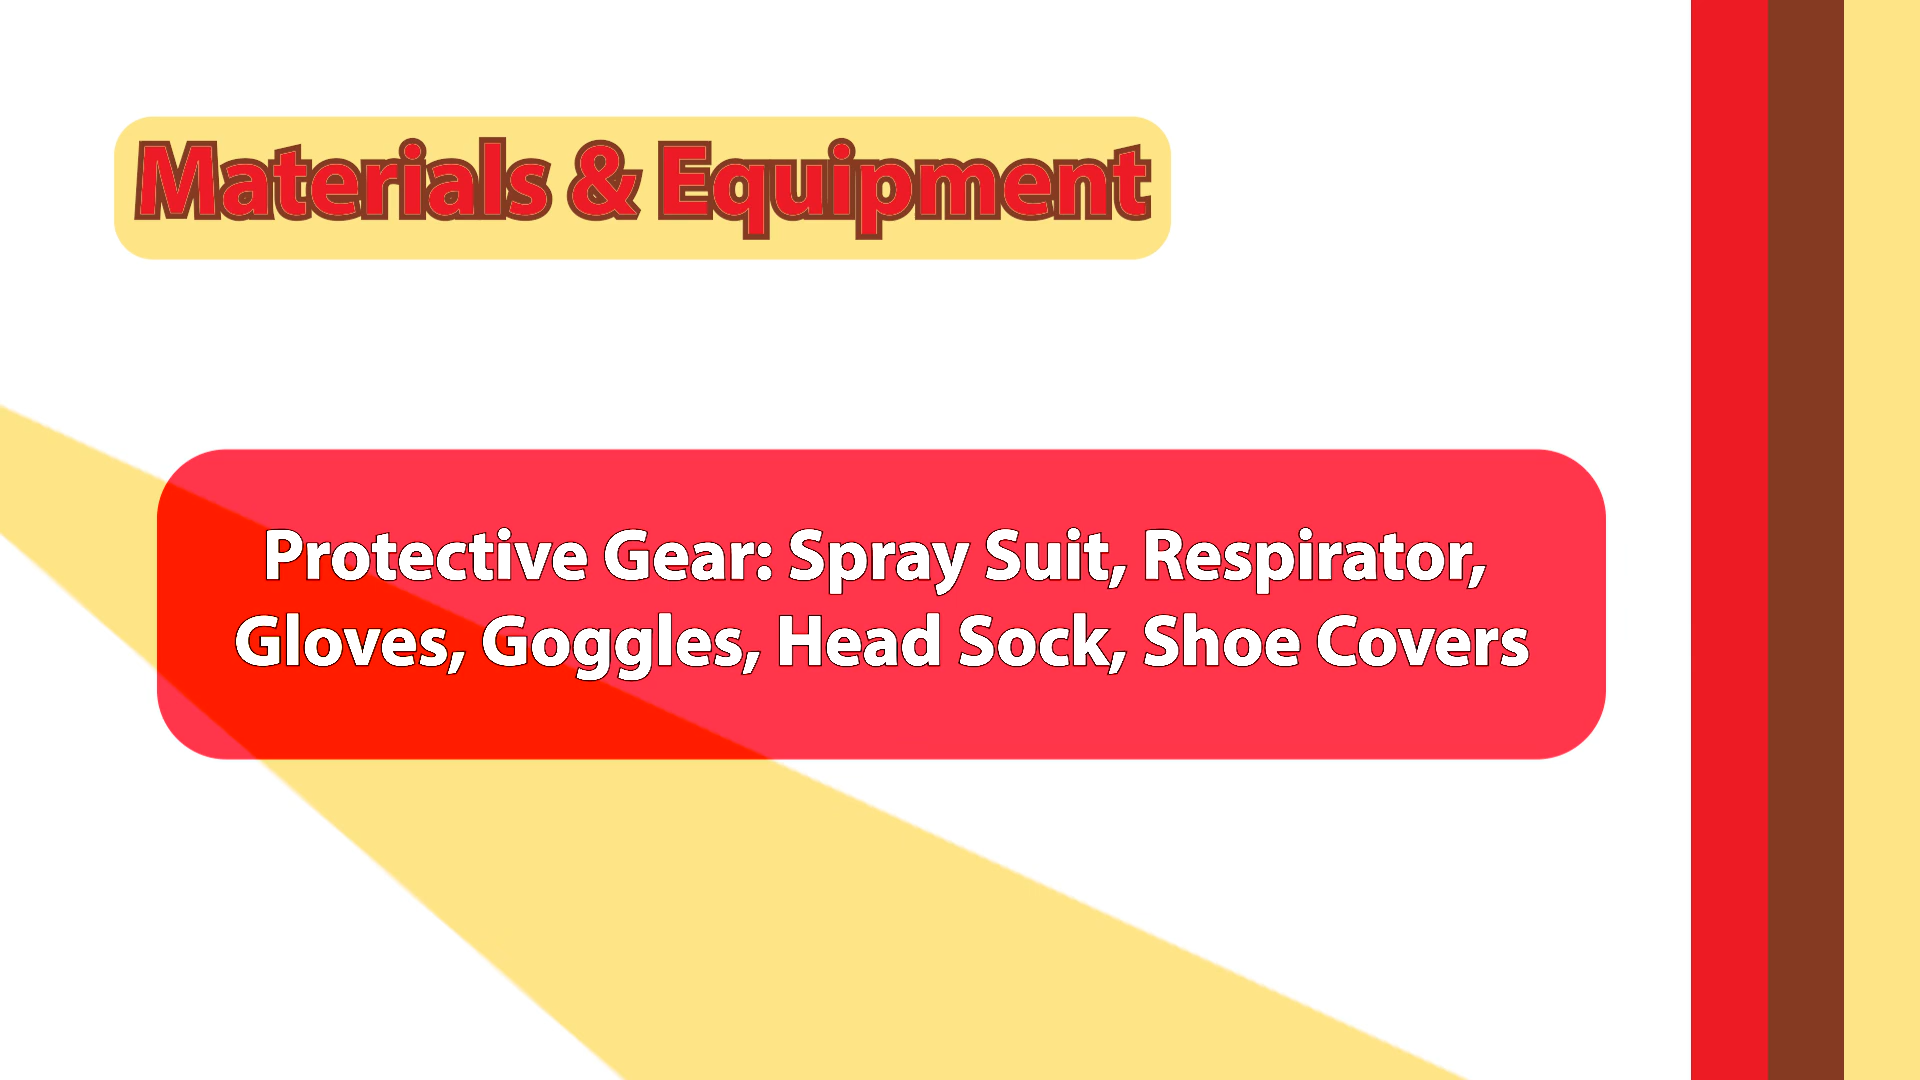 Materials & Equipment
Protective Gear: Spray Suit, Respirator,
Gloves, Goggles, Head Sock, Shoe Covers